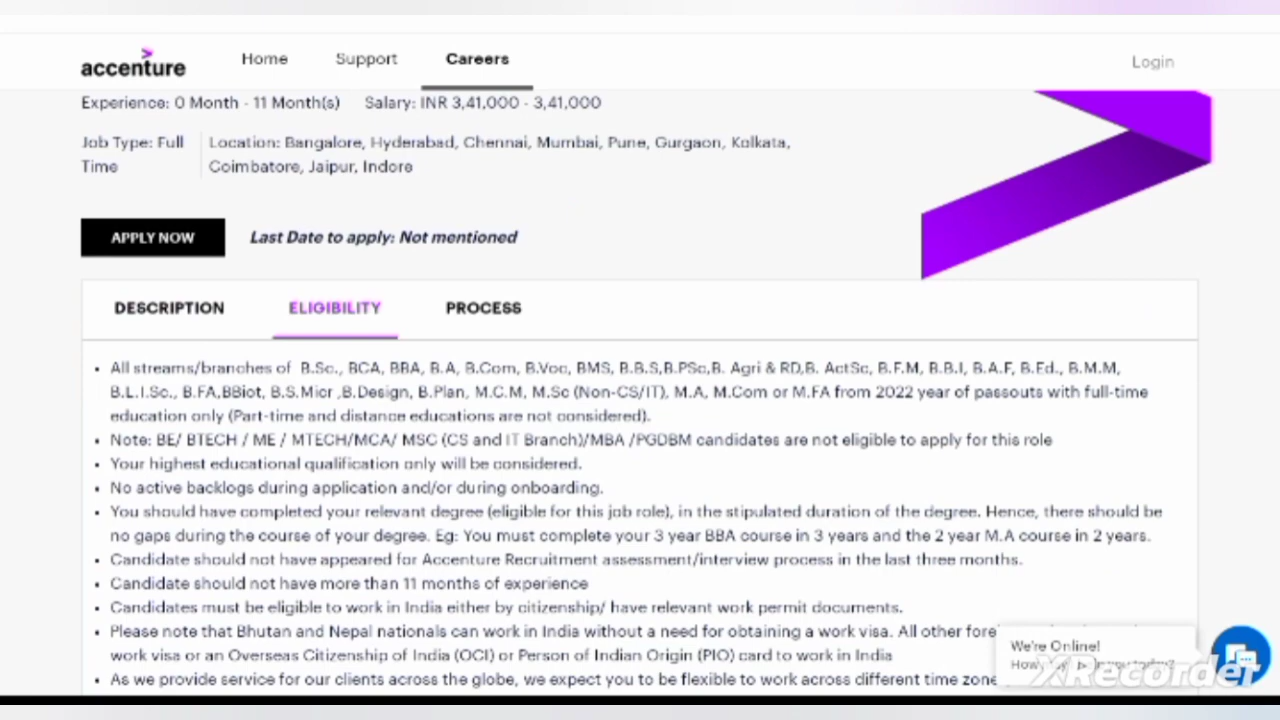 accenture
Home Support Careers Login
Experience: 0 Month - 11 Month(s) Salary: INR 3,41,000 - 3,41,000
Job Type: Full Time
Location: Bangalore, Hyderabad, Chennai, Mumbai, Pune, Gurgaon, Kolkata,
Coimbatore, Jaipur, Indore
APPLY NOW Last Date to apply: Not mentioned
DESCRIPTION ELIGIBILITY PROCESS
• All streams/branches of B.Sc., BCA, BBA, B.A, B.Com, B.Voc, BMS, B.B.S,B.PSc,B. Agri & RD,B. ActSc, B.F.M, B.B.I, B.A.F, B.Ed., B.M.M,
B.L.I.Sc., B.FA,BBiot, B.S.Micr ,B.Design, B.Plan, M.C.M, M.Sc (Non-CS/IT), M.A, M.Com or M.FA from 2022 year of passouts with full-time
education only (Part-time and distance educations are not considered).
• Note: BE/ BTECH / ME / MTECH/MCA/ MSC (CS and IT Branch)/MBA /PGDBM candidates are not eligible to apply for this role
• Your highest educational qualification only will be considered.
• No active backlogs during application and/or during onboarding.
• You should have completed your relevant degree (eligible for this job role), in the stipulated duration of the degree. Hence, there should be
no gaps during the course of your degree. Eg: You must complete your 3 year BBA course in 3 years and the 2 year M.A course in 2 years.
• Candidate should not have appeared for Accenture Recruitment assessment/interview process in the last three months.
• Candidate should not have more than 11 months of experience
• Candidates must be eligible to work in India either by citizenship/ have relevant work permit documents.
• Please note that Bhutan and Nepal nationals can work in India without a need for obtaining a work visa. All other
work visa or an Overseas Citizenship of India (OCI) or Person of Indian Origin (PIO) card to work in India
• As we provide service for our clients across the globe, we expect you to be flexible to work across different time
We're Online!
XRecorder